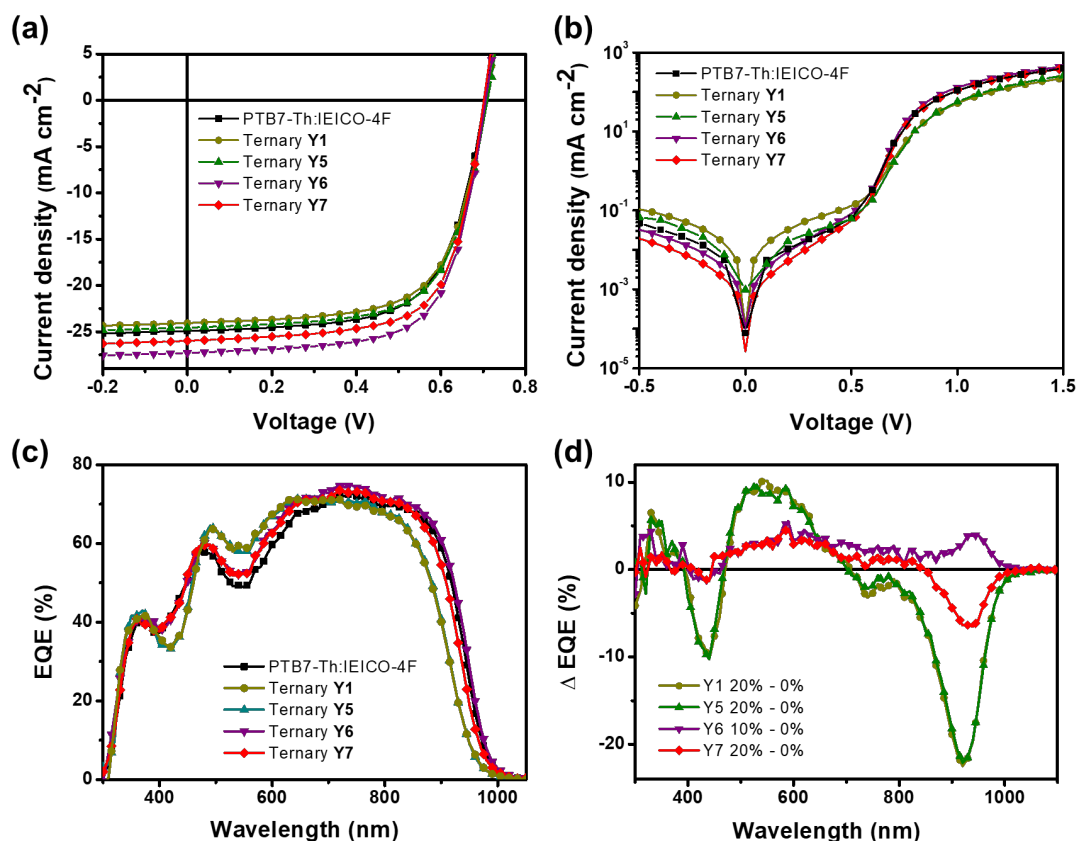 (a)
5
0
-5
-10
-15
-20
-25
-0.2
0.0
0.2
0.4
0.6
0.8
Current density (mA cm-2)
Voltage (V)
PTB7-Th:IEICO-4F
Ternary Y1
Ternary Y5
Ternary Y6
Ternary Y7
(b)
10³
10¹
10⁻¹
10⁻³
10⁻⁵
-0.5
0.0
0.5
1.0
1.5
Current density (mA cm-2)
Voltage (V)
PTB7-Th:IEICO-4F
Ternary Y1
Ternary Y5
Ternary Y6
Ternary Y7
(c)
80
60
40
20
0
400
600
800
1000
EQE (%)
Wavelength (nm)
PTB7-Th:IEICO-4F
Ternary Y1
Ternary Y5
Ternary Y6
Ternary Y7
(d)
10
0
-10
-20
400
600
800
1000
Δ EQE (%)
Wavelength (nm)
Y1 20% - 0%
Y5 20% - 0%
Y6 10% - 0%
Y7 20% - 0%